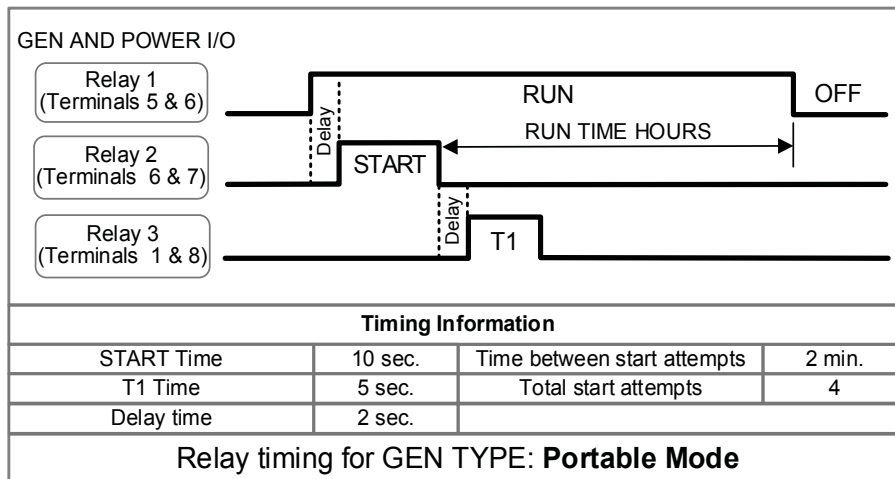 GEN AND POWER I/O
Relay 1
(Terminals 5 & 6)
RUN
OFF
Delay
RUN TIME HOURS
Relay 2
(Terminals 6 & 7)
START
Relay 3
(Terminals 1 & 8)
Delay
T1
Timing Information
START Time 10 sec. Time between start attempts 2 min.
T1 Time 5 sec. Total start attempts 4
Delay time 2 sec.
Relay timing for GEN TYPE: Portable Mode